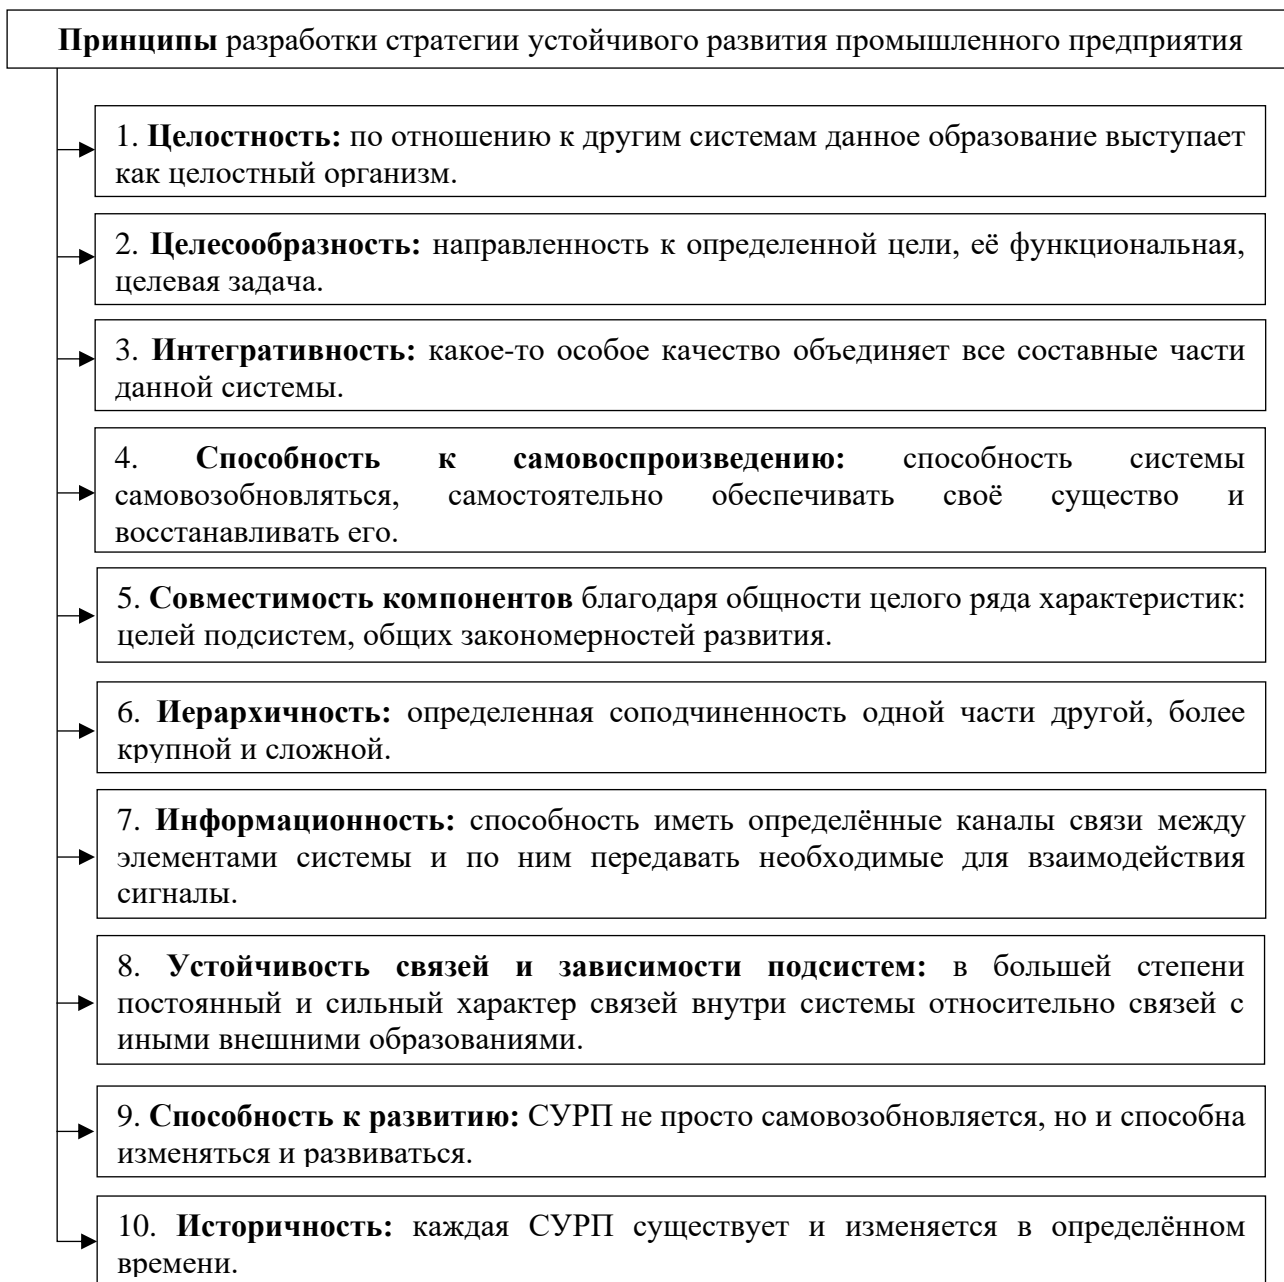 Принципы разработки стратегии устойчивого развития промышленного предприятия
1. Целостность: по отношению к другим системам данное образование выступает
как целостный организм.
2. Целесообразность: направленность к определенной цели, её функциональная,
целевая задача.
3. Интегративность: какое-то особое качество объединяет все составные части
данной системы.
4. Способность к самовоспроизведению: способность системы
самовозобновляться, самостоятельно обеспечивать своё существо и
восстанавливать его.
5. Совместимость компонентов благодаря общности целого ряда характеристик:
целей подсистем, общих закономерностей развития.
6. Иерархичность: определенная соподчиненность одной части другой, более
крупной и сложной.
7. Информационность: способность иметь определённые каналы связи между
элементами системы и по ним передавать необходимые для взаимодействия
сигналы.
8. Устойчивость связей и зависимости подсистем: в большей степени
постоянный и сильный характер связей внутри системы относительно связей с
иными внешними образованиями.
9. Способность к развитию: СУРП не просто самовозобновляется, но и способна
изменяться и развиваться.
10. Историчность: каждая СУРП существует и изменяется в определённом
времени.